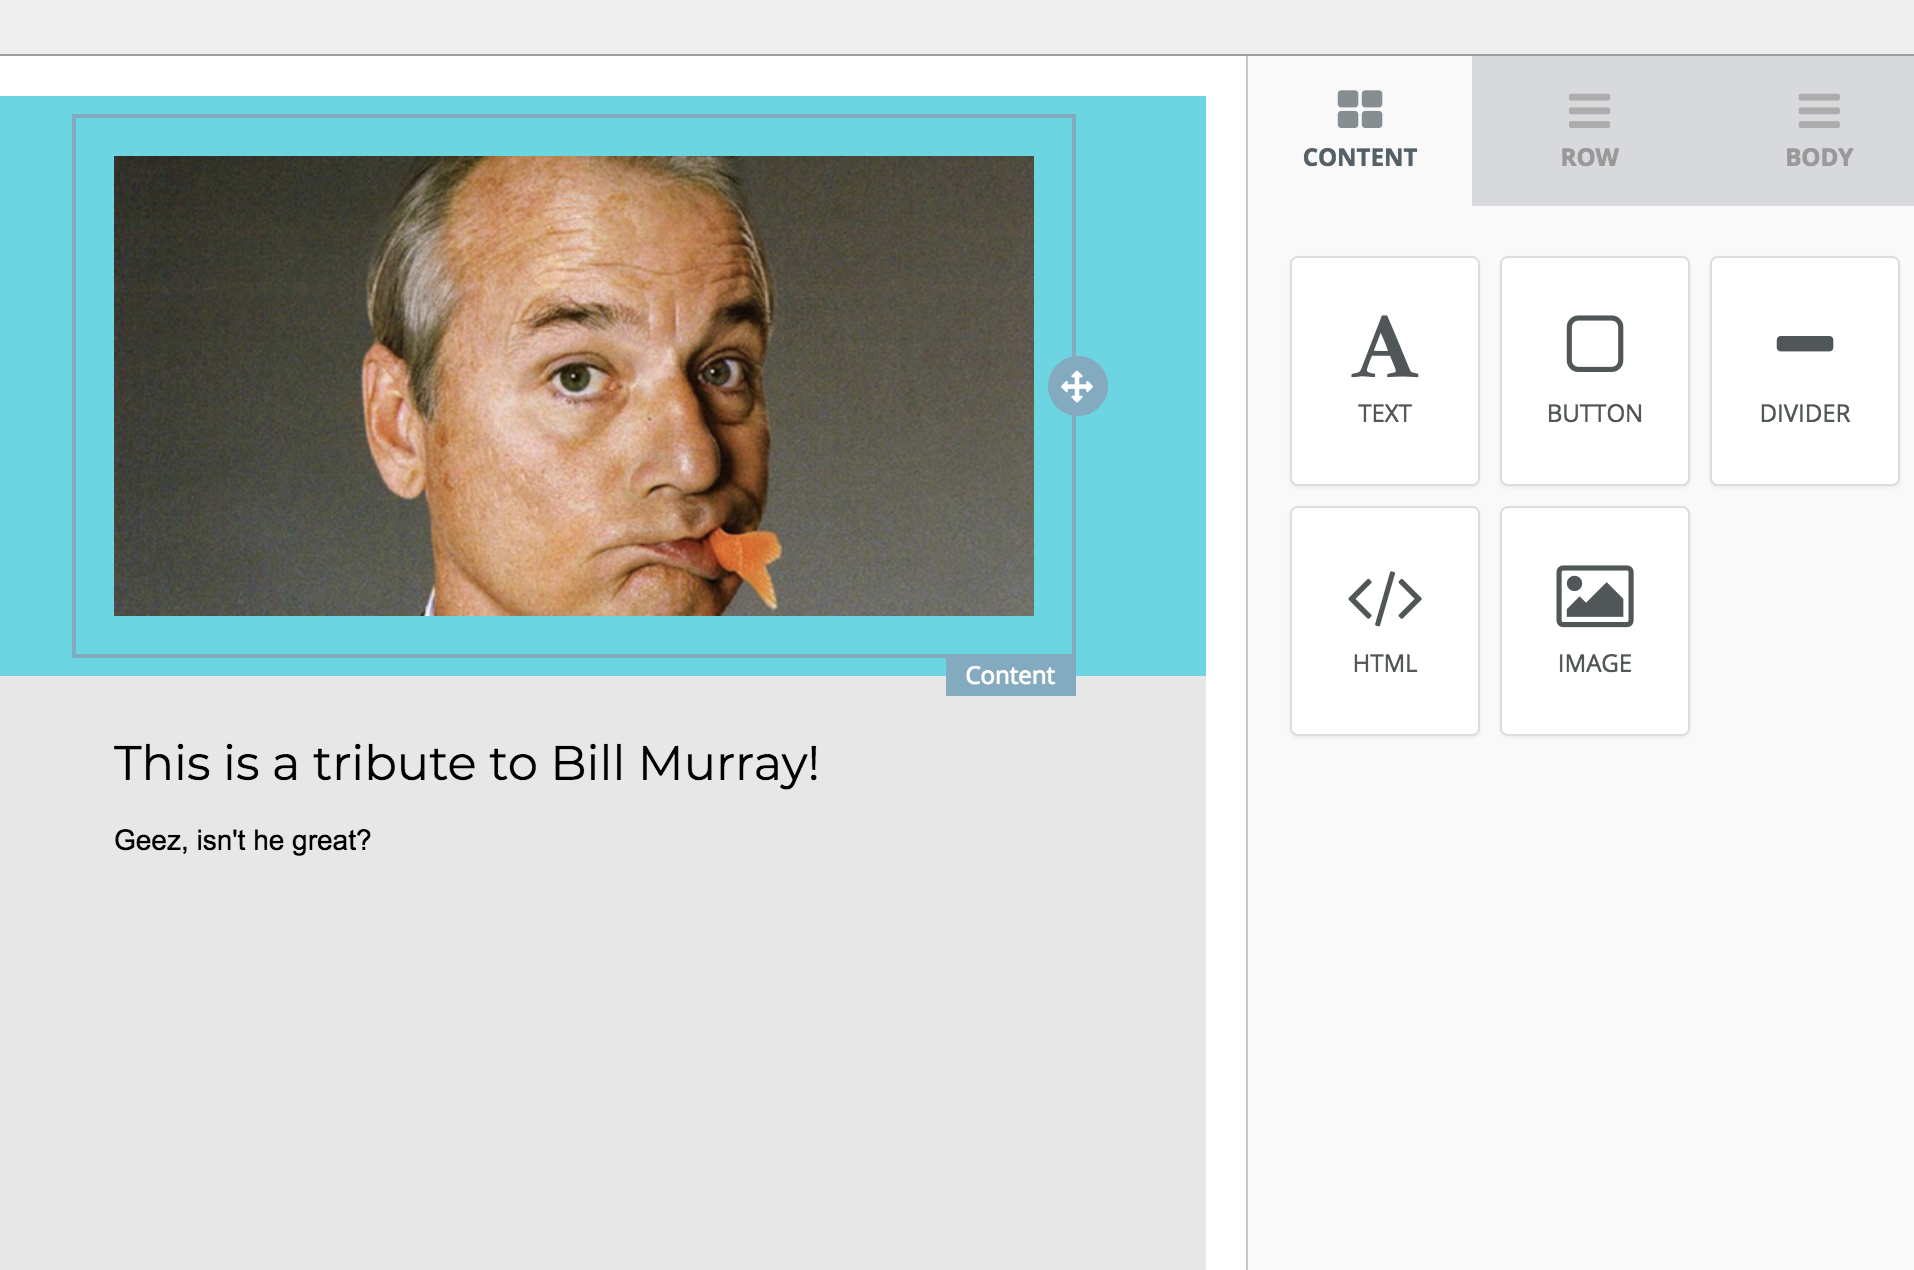 CONTENT
ROW
BODY
TEXT
BUTTON
DIVIDER
HTML
IMAGE
Content
This is a tribute to Bill Murray!
Geez, isn't he great?